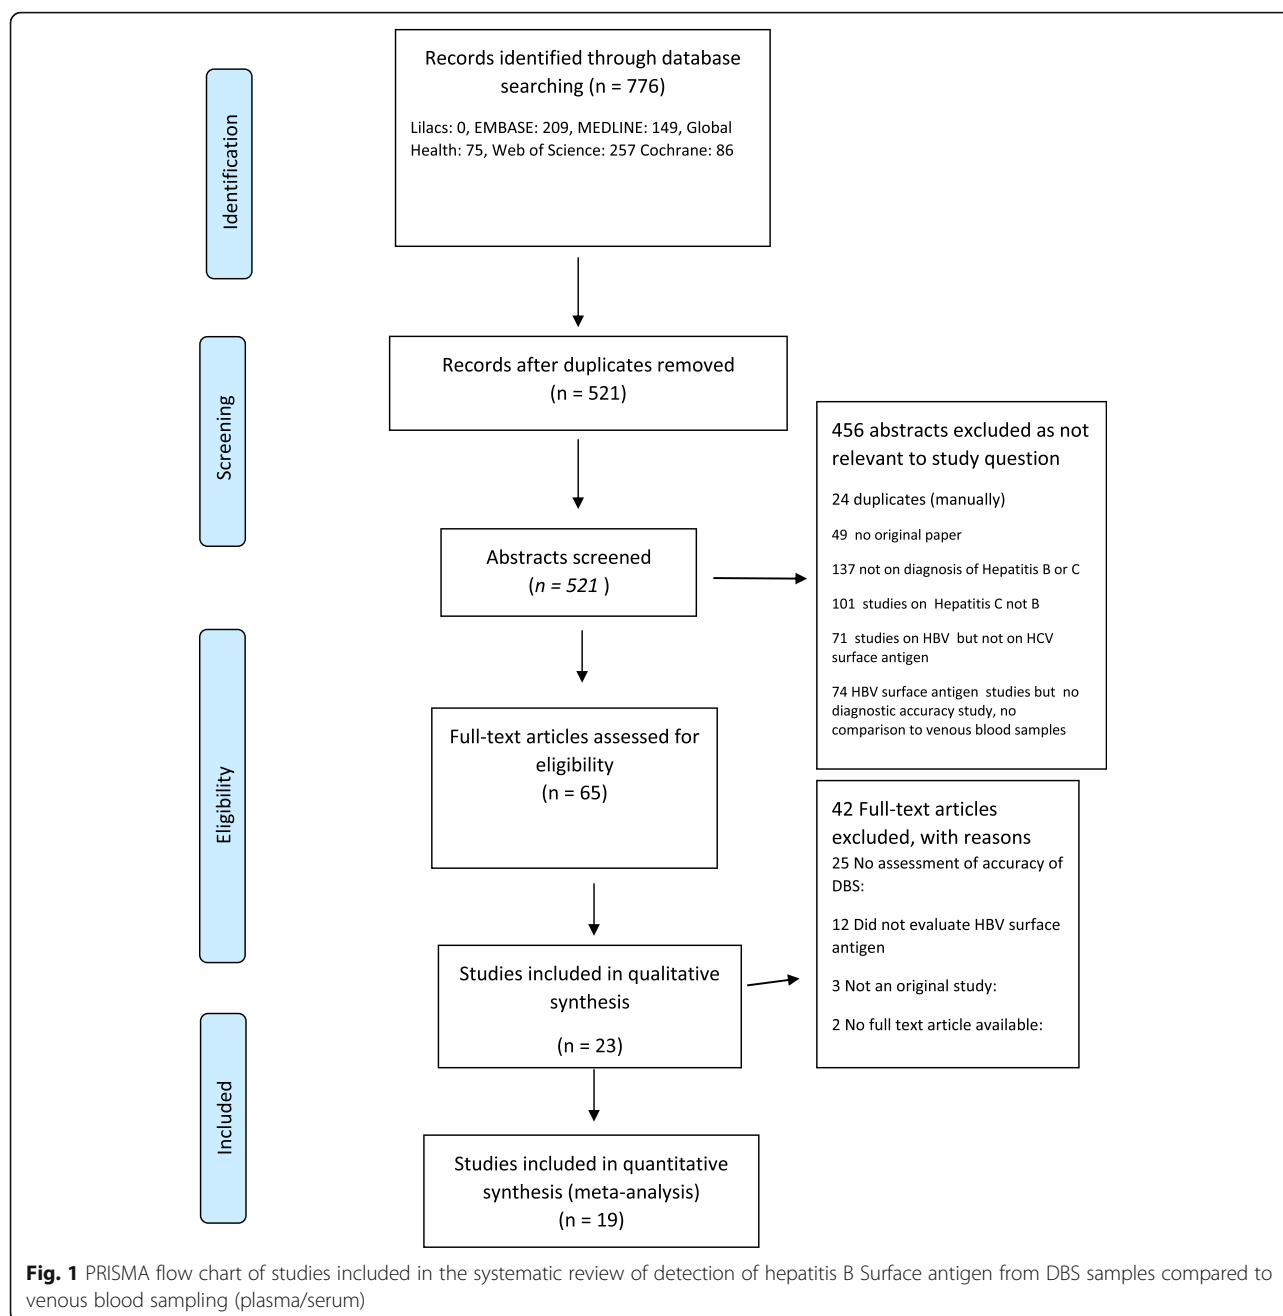 Identification
Records identified through database
searching (n = 776)
Lilacs: 0, EMBASE: 209, MEDLINE: 149, Global
Health: 75, Web of Science: 257 Cochrane: 86
Screening
Records after duplicates removed
(n = 521)
Abstracts screened
(n = 521 )
456 abstracts excluded as not
relevant to study question
24 duplicates (manually)
49 no original paper
137 not on diagnosis of Hepatitis B or C
101 studies on Hepatitis C not B
71 studies on HBV but not on HCV
surface antigen
74 HBV surface antigen studies but no
diagnostic accuracy study, no
comparison to venous blood samples
Eligibility
Full-text articles assessed for
eligibility
(n = 65)
42 Full-text articles
excluded, with reasons
25 No assessment of accuracy of
DBS:
12 Did not evaluate HBV surface
antigen
3 Not an original study:
2 No full text article available:
Studies included in qualitative
synthesis
(n = 23)
Included
Studies included in quantitative
synthesis (meta-analysis)
(n = 19)
Fig. 1 PRISMA flow chart of studies included in the systematic review of detection of hepatitis B Surface antigen from DBS samples compared to
venous blood sampling (plasma/serum)